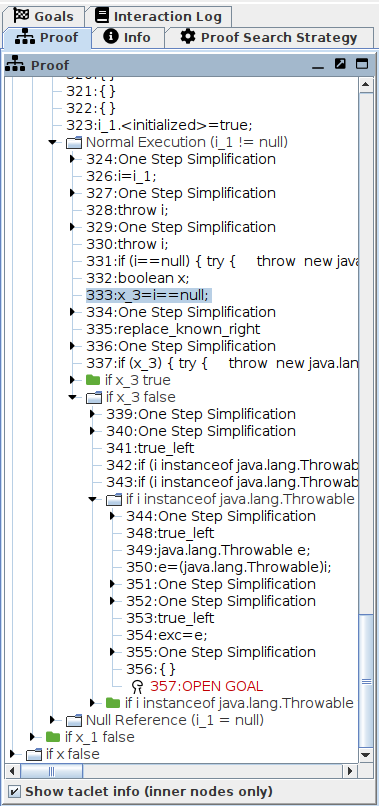 Goals
Interaction Log
Proof
Info
Proof Search Strategy
Proof
320:{}
321:{}
322:{}
323:i_1.<initialized>=true;
Normal Execution (i_1 != null)
324:One Step Simplification
326:i=i_1;
327:One Step Simplification
328:throw i;
329:One Step Simplification
330:throw i;
331:if (i==null) { try { throw new java
332:boolean x;
333:x_3=i==null;
334:One Step Simplification
335:replace_known_right
336:One Step Simplification
337:if (x_3) { try { throw new java.lan
if x_3 true
if x_3 false
339:One Step Simplification
340:One Step Simplification
341:true_left
342:if (i instanceof java.lang.Throwab
343:if (i instanceof java.lang.Throwab
if i instanceof java.lang.Throwable
344:One Step Simplification
348:true_left
349:java.lang.Throwable e;
350:e=(java.lang.Throwable)i;
351:One Step Simplification
352:One Step Simplification
353:true_left
354:exc=e;
355:One Step Simplification
356:{}
357:OPEN GOAL
if i instanceof java.lang.Throwable
Null Reference (i_1 = null)
if x_1 false
if x false
Show taclet info (inner nodes only)